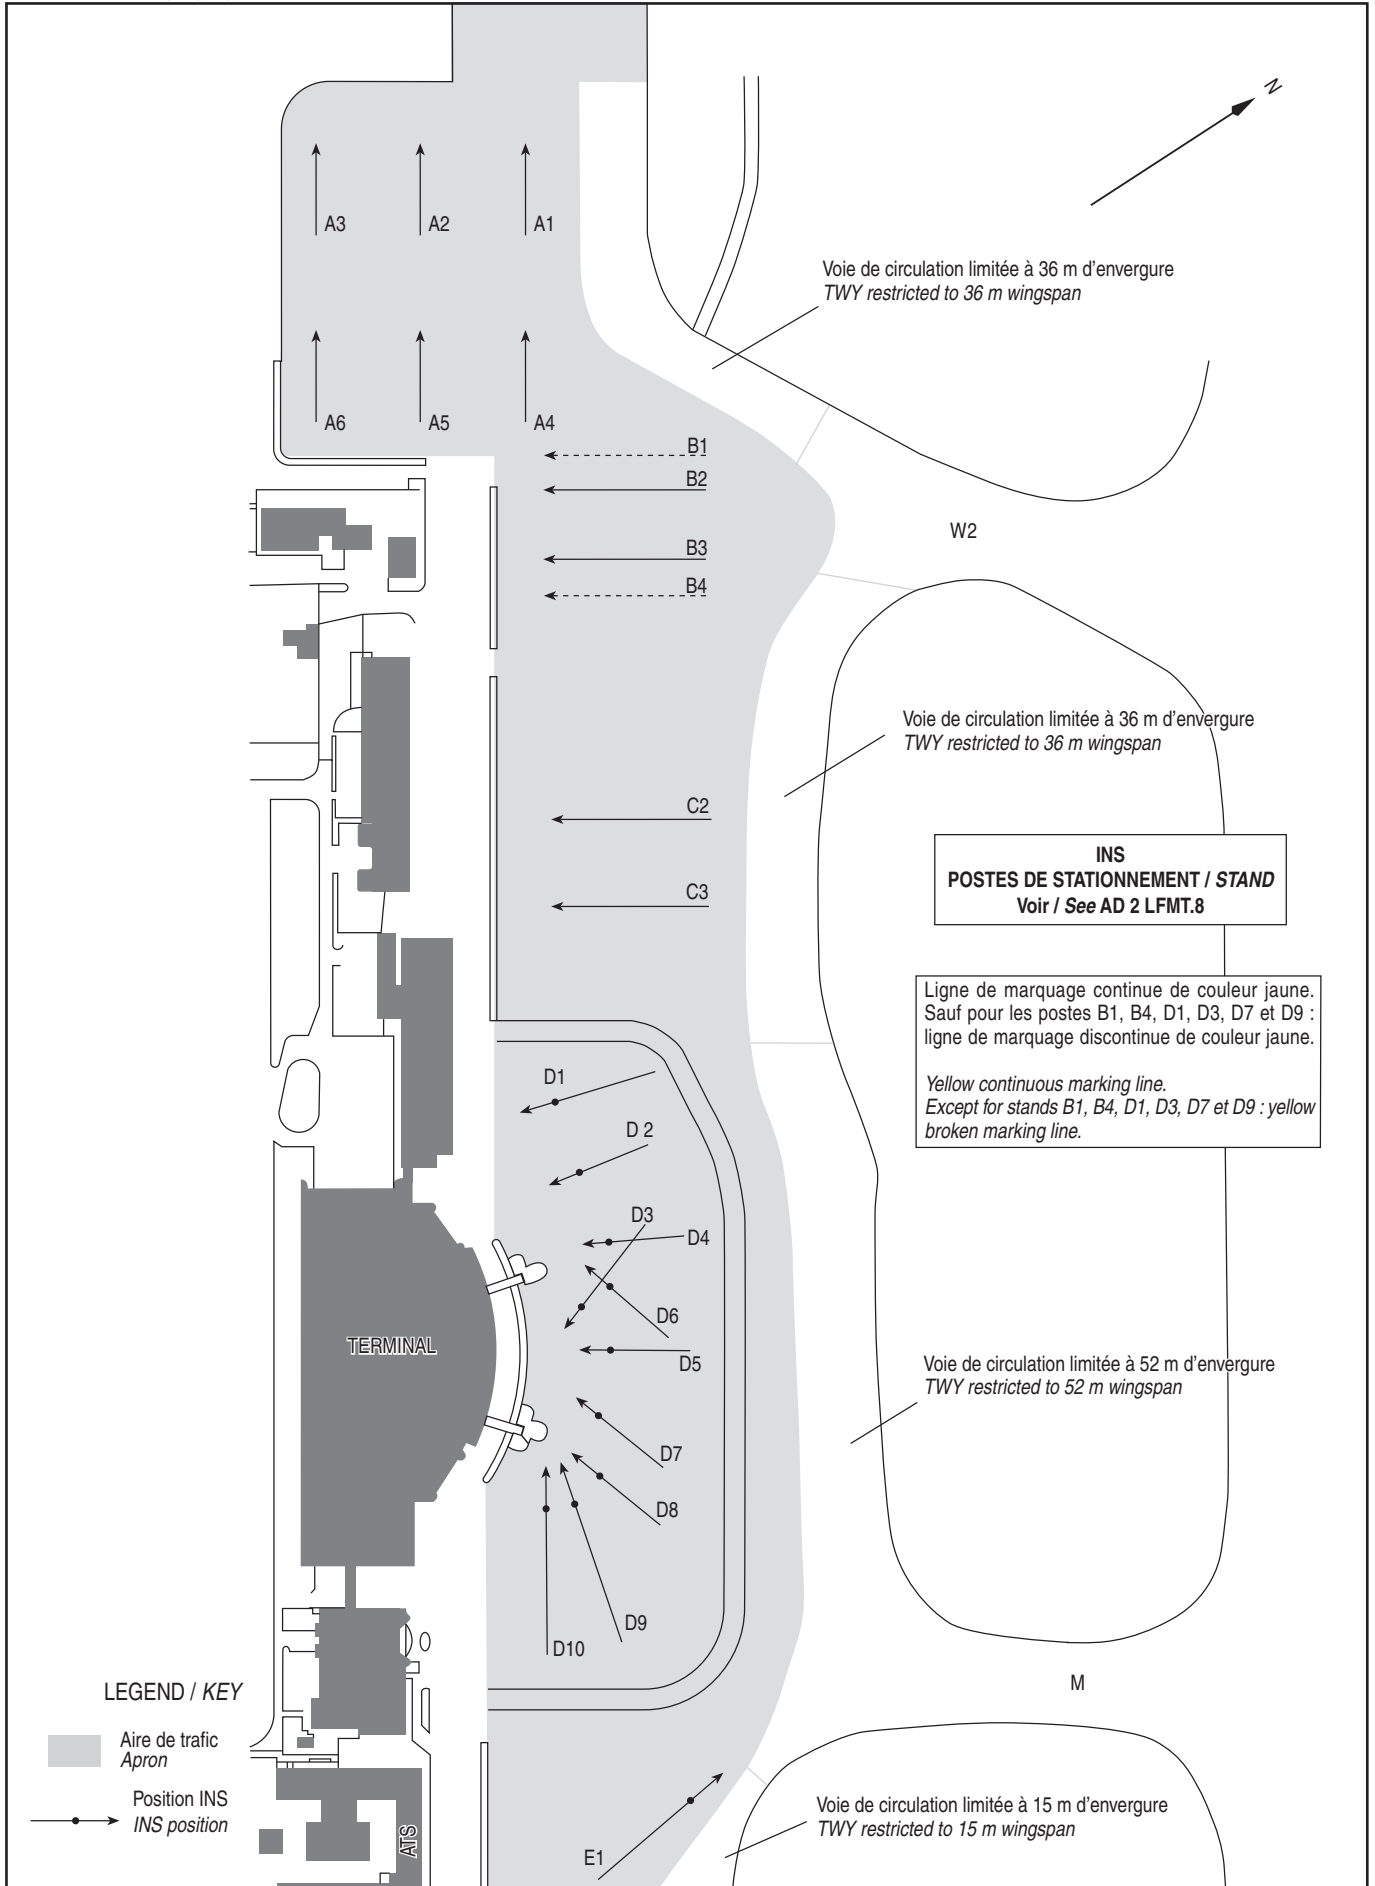 N
A3
A2
A1
Voie de circulation limitée à 36 m d'envergure
TWY restricted to 36 m wingspan
A6
A5
A4
B1
B2
W2
B3
B4
Voie de circulation limitée à 36 m d'envergure
TWY restricted to 36 m wingspan
C2
INS
POSTES DE STATIONNEMENT / STAND
Voir / See AD 2 LFMT.8
C3
Ligne de marquage continue de couleur jaune.
Sauf pour les postes B1, B4, D1, D3, D7 et D9 :
ligne de marquage discontinue de couleur jaune.
Yellow continuous marking line.
Except for stands B1, B4, D1, D3, D7 et D9 : yellow
broken marking line.
D1
D 2
D3
D4
D6
TERMINAL
D5
Voie de circulation limitée à 52 m d'envergure
TWY restricted to 52 m wingspan
D7
D8
D9
D10
M
LEGEND / KEY
Aire de trafic
Apron
Position INS
INS position
ATS
Voie de circulation limitée à 15 m d'envergure
TWY restricted to 15 m wingspan
E1